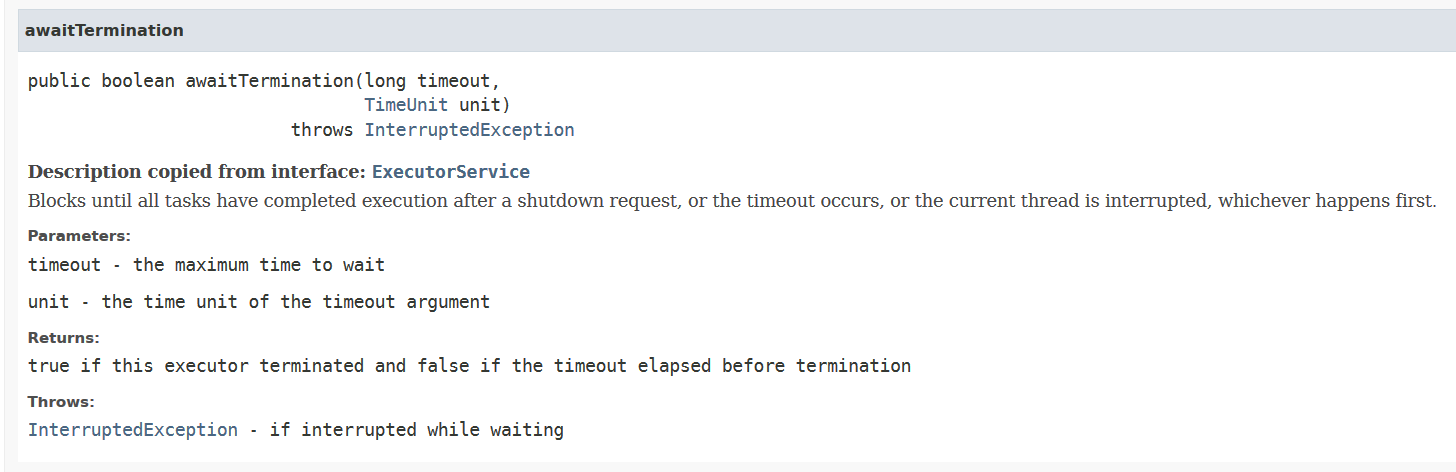 awaitTermination
public boolean awaitTermination(long timeout,
TimeUnit unit)
throws InterruptedException
Description copied from interface: ExecutorService
Blocks until all tasks have completed execution after a shutdown request, or the timeout occurs, or the current thread is interrupted, whichever happens first.
Parameters:
timeout - the maximum time to wait
unit - the time unit of the timeout argument
Returns:
true if this executor terminated and false if the timeout elapsed before termination
Throws:
InterruptedException - if interrupted while waiting